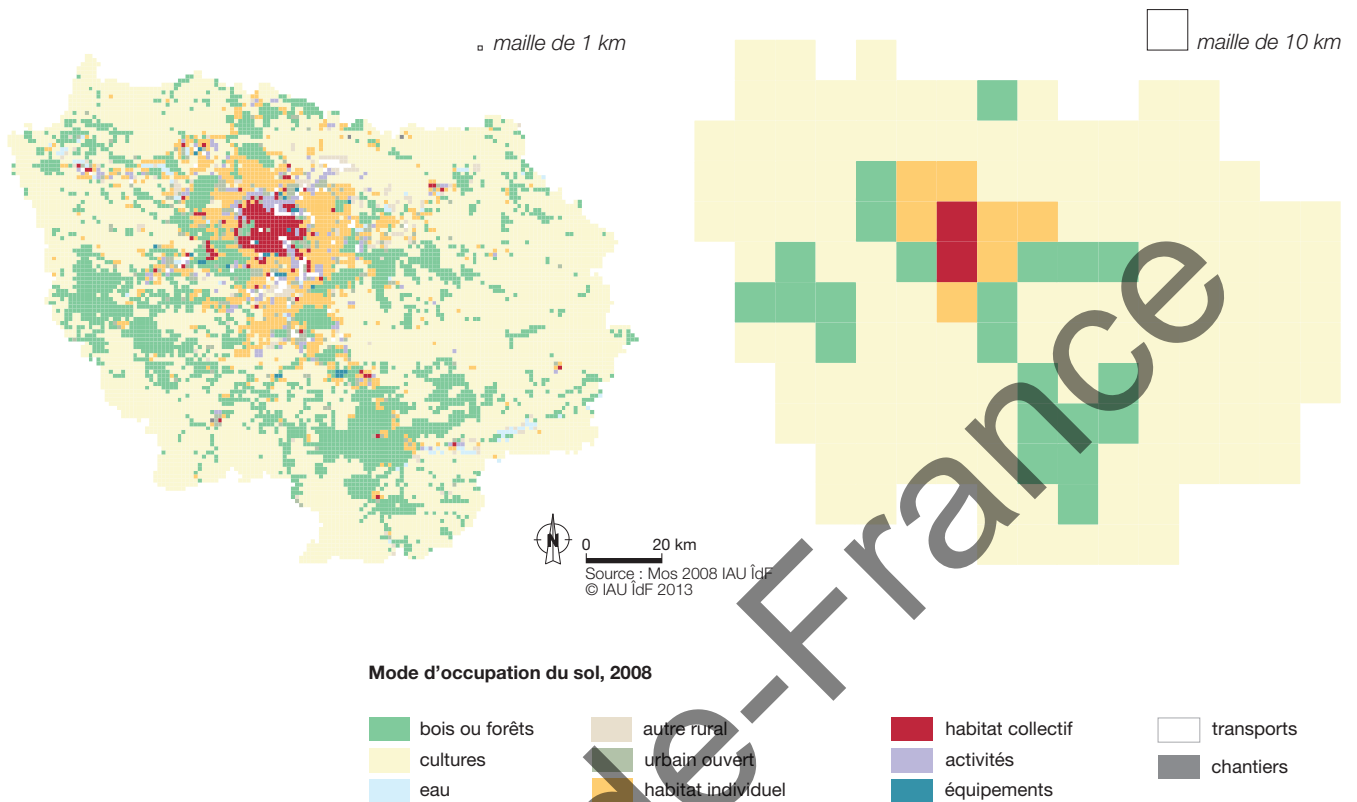 maille de 1 km
maille de 10 km
N
0 20 km
Source : Mos 2008 IAU ÎdF
© IAU ÎdF 2013
Mode d'occupation du sol, 2008
bois ou forêts
cultures
eau
autre rural
urbain ouvert
habitat individuel
habitat collectif
activités
équipements
transports
chantiers
de-France